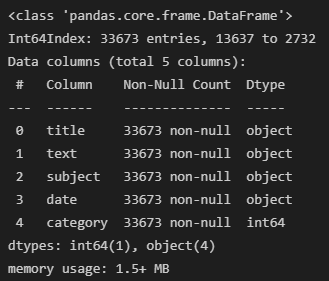 <class 'pandas.core.frame.DataFrame'>
Int64Index: 33673 entries, 13637 to 2732
Data columns (total 5 columns):
 #   Column    Non-Null Count  Dtype
---  ------    --------------  -----
 0   title     33673 non-null  object
 1   text      33673 non-null  object
 2   subject   33673 non-null  object
 3   date      33673 non-null  object
 4   category  33673 non-null  int64
dtypes: int64(1), object(4)
memory usage: 1.5+ MB